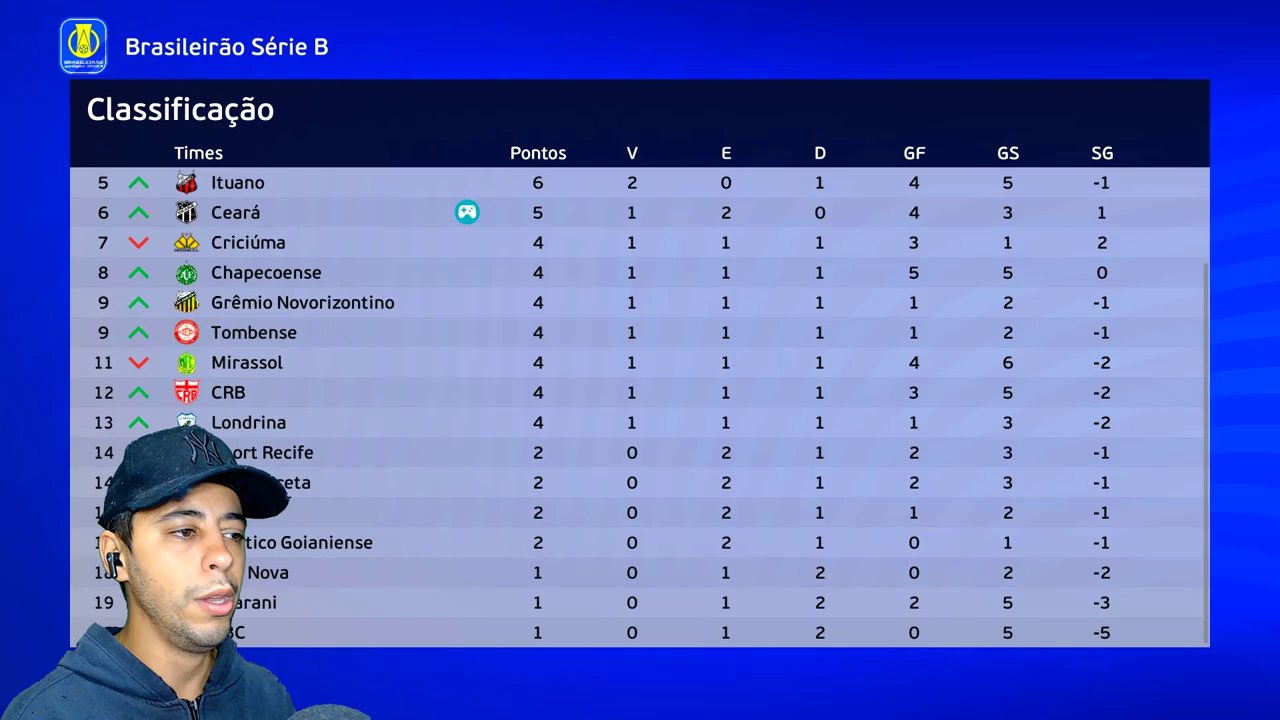 Brasileirão Série B
Classificação
Times Pontos V E D GF GS SG
5 Ituano 6 2 0 1 4 5 -1
6 Ceará 5 1 2 0 4 3 1
7 Criciúma 4 1 1 1 3 1 2
8 Chapecoense 4 1 1 1 5 5 0
9 Grêmio Novorizontino 4 1 1 1 1 2 -1
9 Tombense 4 1 1 1 1 2 -1
11 Mirassol 4 1 1 1 4 6 -2
12 CRB 4 1 1 1 3 5 -2
13 Londrina 4 1 1 1 1 3 -2
14 ort Recife 2 0 2 1 2 3 -1
14 eta 2 0 2 1 2 3 -1
2 0 2 1 1 2 -1
tico Goianiense 2 0 2 1 0 1 -1
18 Nova 1 0 1 2 0 2 -2
19 arani 1 0 1 2 2 5 -3
BC 1 0 1 2 0 5 -5